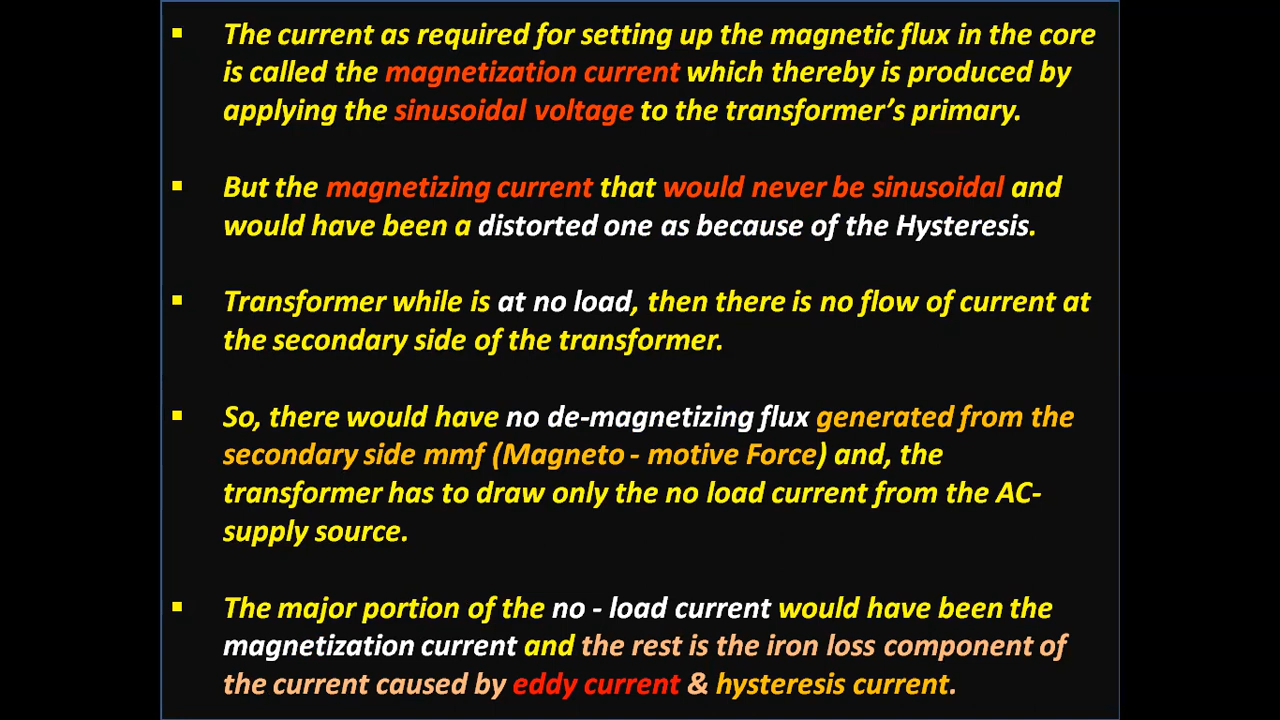 ▪ The current as required for setting up the magnetic flux in the core
is called the magnetization current which thereby is produced by
applying the sinusoidal voltage to the transformer’s primary.
▪ But the magnetizing current that would never be sinusoidal and
would have been a distorted one as because of the Hysteresis.
▪ Transformer while is at no load, then there is no flow of current at
the secondary side of the transformer.
▪ So, there would have no de-magnetizing flux generated from the
secondary side mmf (Magneto - motive Force) and, the
transformer has to draw only the no load current from the AC-
supply source.
▪ The major portion of the no - load current would have been the
magnetization current and the rest is the iron loss component of
the current caused by eddy current & hysteresis current.